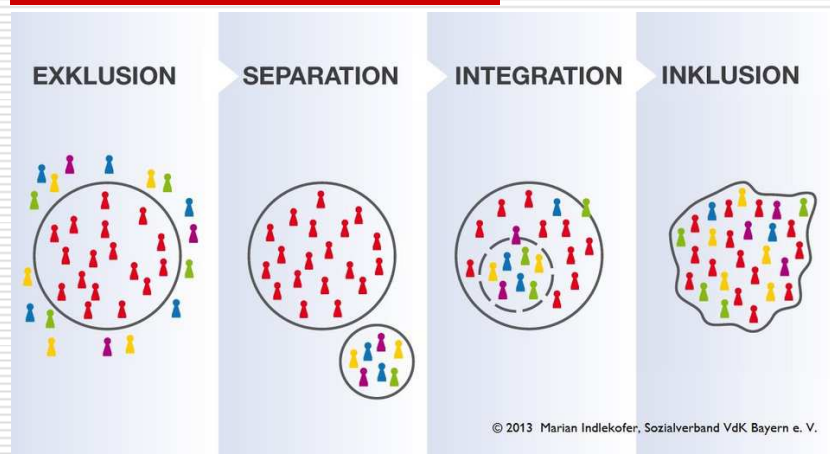 EXKLUSION SEPARATION INTEGRATION INKLUSION
© 2013 Marian Indlekofer, Sozialverband VdK Bayern e. V.